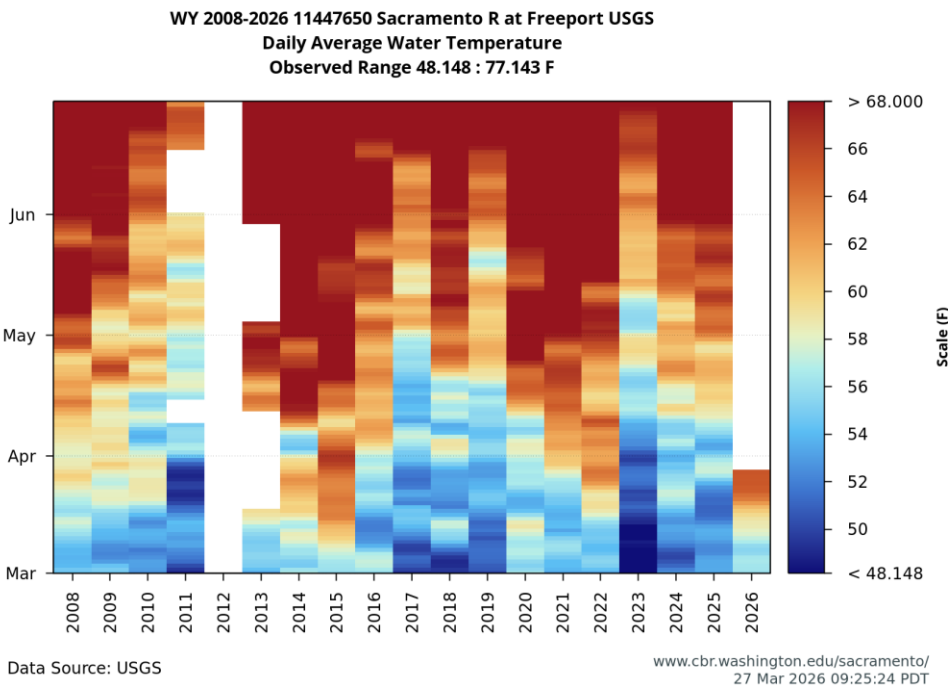 WY 2008-2026 11447650 Sacramento R at Freeport USGS
Daily Average Water Temperature
Observed Range 48.148 : 77.143 F
> 68.000
66
64
62
60
58
56
54
52
50
< 48.148
Scale (F)
Jun
May
Apr
Mar
2008
2009
2010
2011
2012
2013
2014
2015
2016
2017
2018
2019
2020
2021
2022
2023
2024
2025
2026
Data Source: USGS
www.cbr.washington.edu/sacramento/
27 Mar 2026 09:25:24 PDT